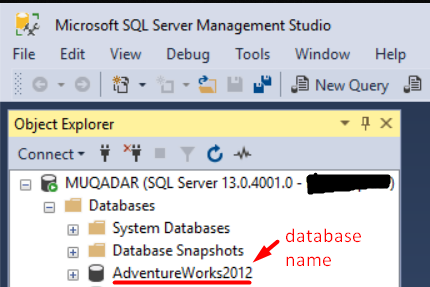 Microsoft SQL Server Management Studio
File Edit View Debug Tools Window Help
New Query
Object Explorer
Connect
MUQADAR (SQL Server 13.0.4001.0 - )
Databases
System Databases
Database Snapshots
AdventureWorks2012
database
name